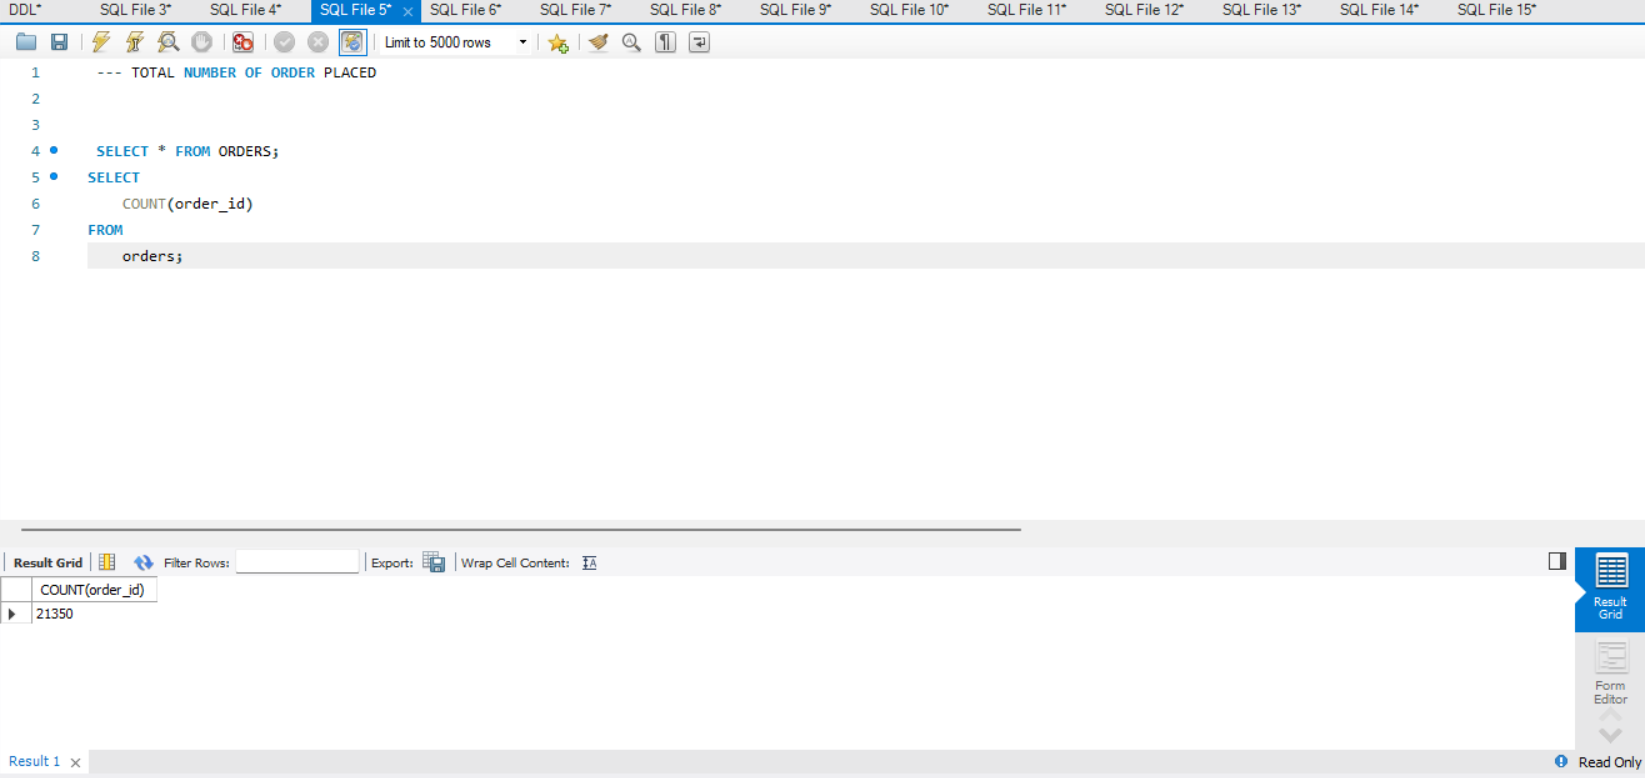 DDL* SQL File 3* SQL File 4* SQL File 5* SQL File 6* SQL File 7* SQL File 8* SQL File 9* SQL File 10* SQL File 11* SQL File 12* SQL File 13* SQL File 14* SQL File 15*
Limit to 5000 rows
1 --- TOTAL NUMBER OF ORDER PLACED
2
3
4 SELECT * FROM ORDERS;
5 SELECT
6 COUNT(order_id)
7 FROM
8 orders;
Result Grid Filter Rows: Export: Wrap Cell Content:
COUNT(order_id)
21350
Result
Grid
Form
Editor
Result 1 Read Only